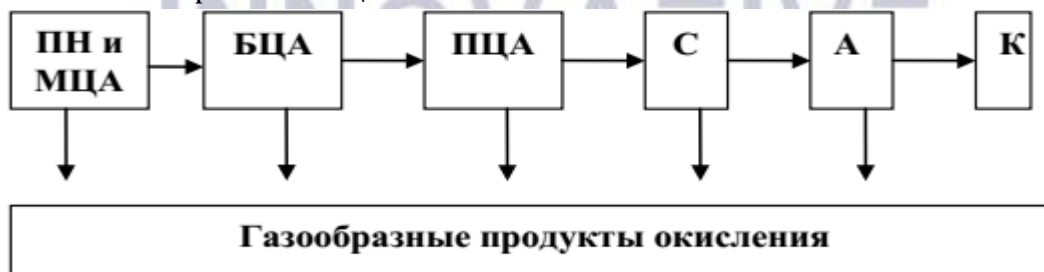 ПН и
МЦА
БЦА
ПЦА
С
А
К
Газообразные продукты окисления